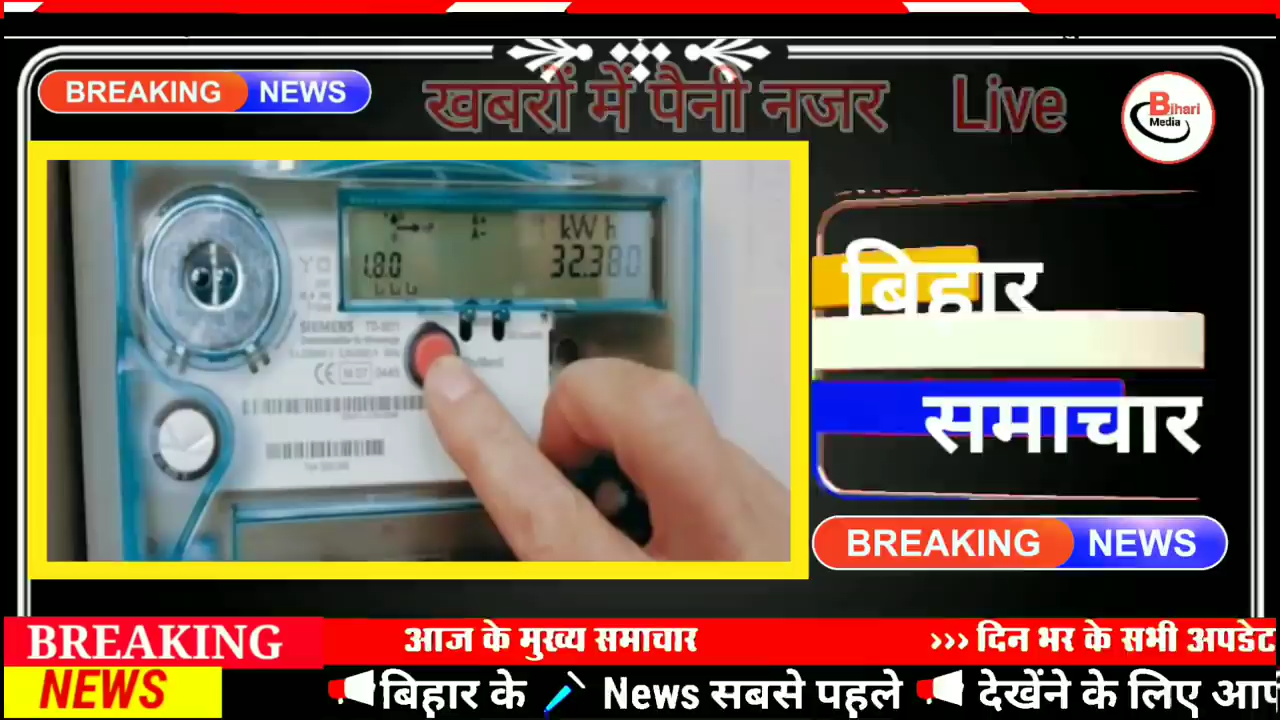 BREAKING NEWS
खबरों में पैनी नजर Live
Bihari
Media
kWh
1.8.0 32.380
SIEMENS
CE
बिहार
समाचार
BREAKING NEWS
BREAKING
NEWS
आज के मुख्य समाचार ››› दिन भर के सभी अपडेट
बिहार के News सबसे पहले देखेंने के लिए